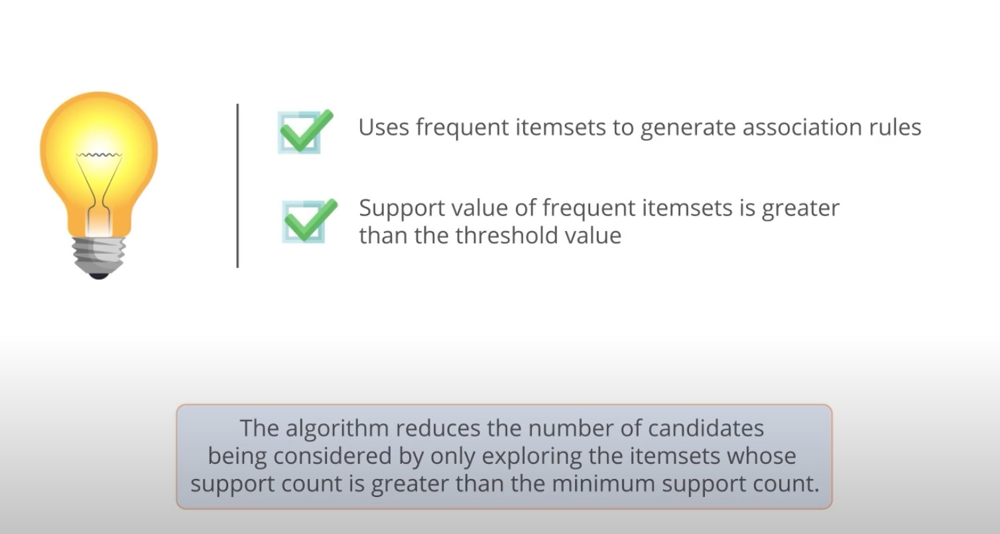 Uses frequent itemsets to generate association rules
Support value of frequent itemsets is greater
than the threshold value
The algorithm reduces the number of candidates
being considered by only exploring the itemsets whose
support count is greater than the minimum support count.